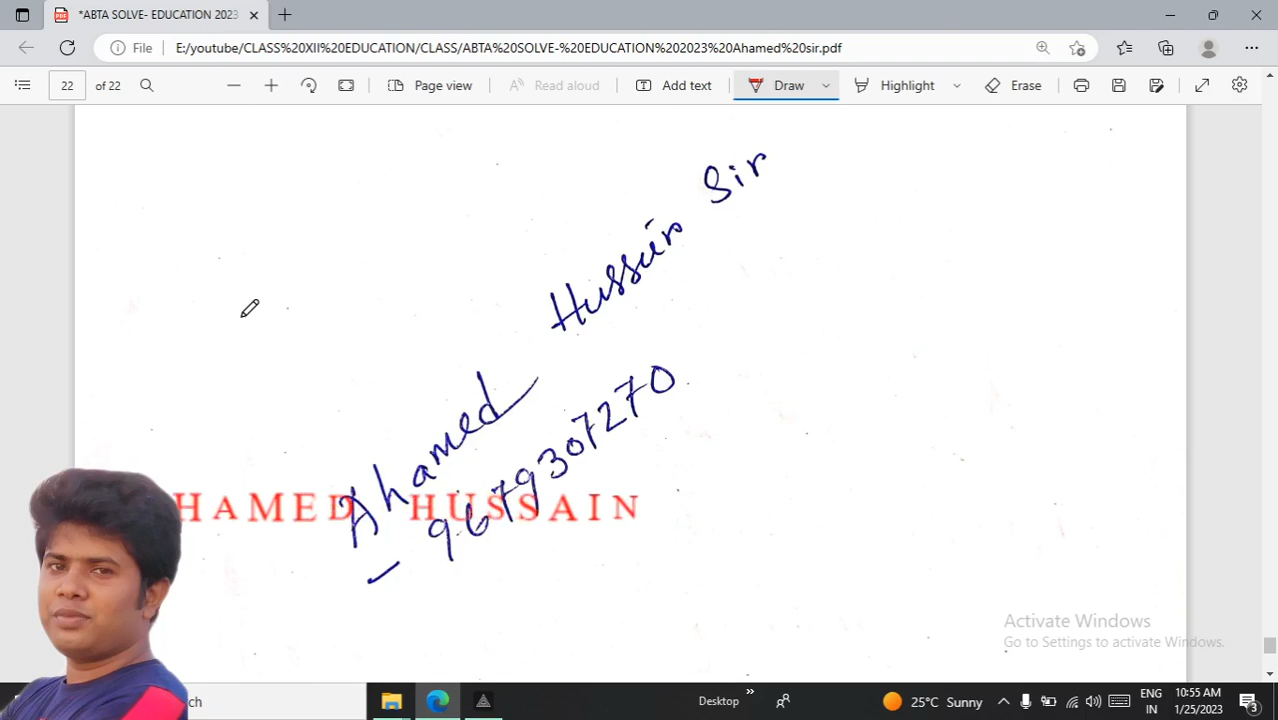 *ABTA SOLVE- EDUCATION 2023
File E:/youtube/CLASS%20XII%20EDUCATION/CLASS/ABTA%20SOLVE-%20EDUCATION%202023%20Ahamed%20sir.pdf
22 of 22 Page view Read aloud Add text Draw Highlight Erase
Ahamed Hussain Sir
- 9679307270
HAMED HUSSAIN
Activate Windows
Go to Settings to activate Windows.
rch Desktop 25°C Sunny ENG IN 10:55 AM 1/25/2023 3